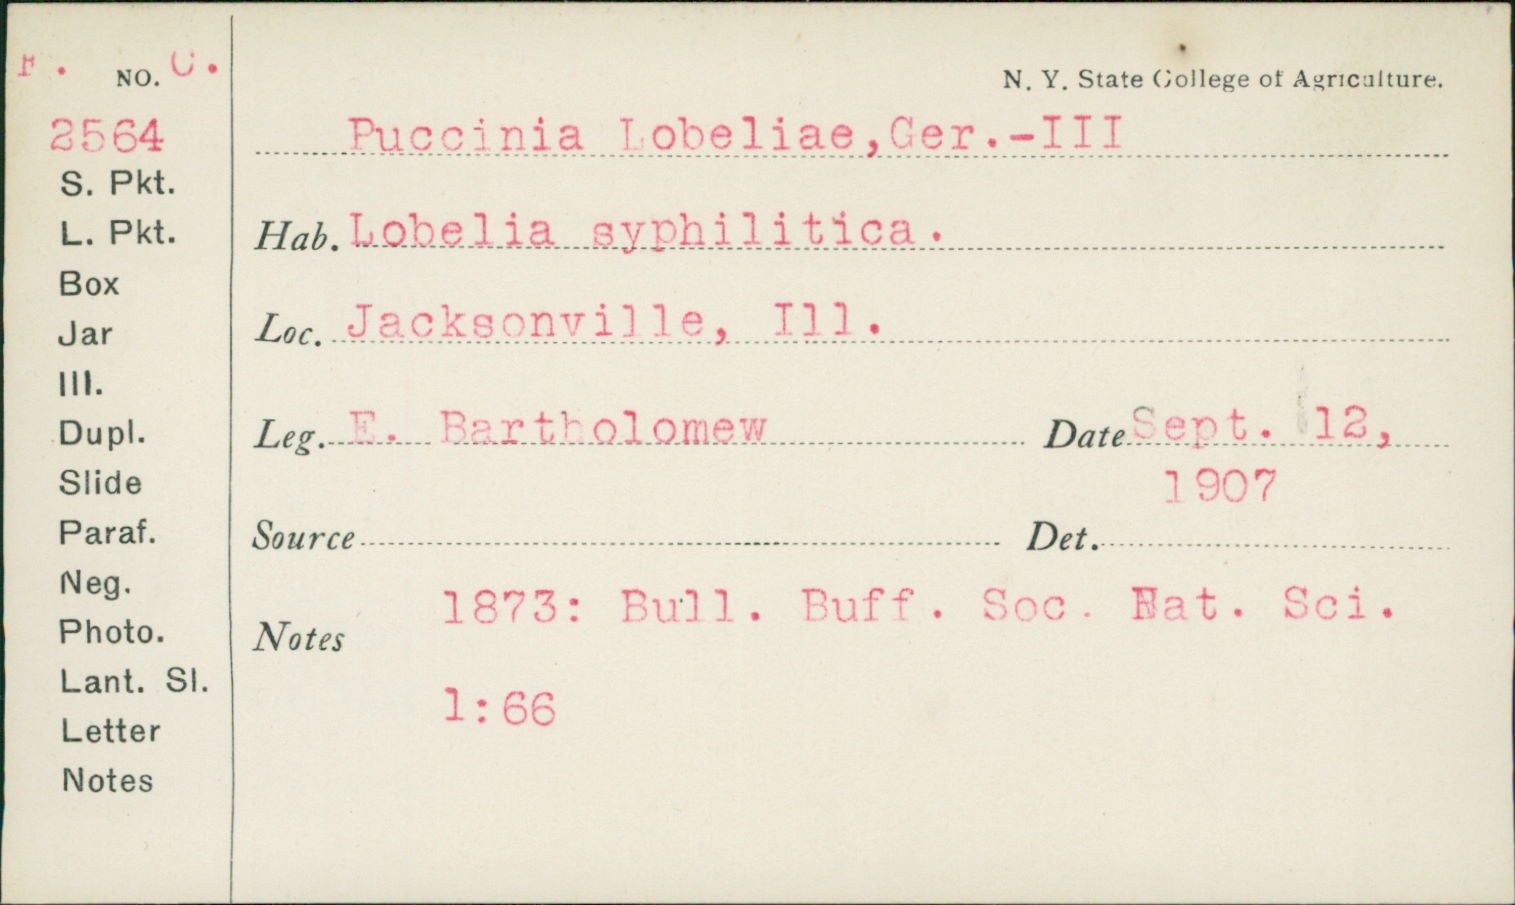 F. NO. C.
N. Y. State College of Agriculture.
2564
Puccinia Lobeliae,Ger.-III
S. Pkt.
L. Pkt.
Hab. Lobelia syphilitica.
Box
Jar
Loc. Jacksonville, Ill.
Ill.
Dupl.
Leg. E. Bartholomew Date Sept. 12,
Slide
1907
Paraf.
Source Det.
Neg.
1873: Bull. Buff. Soc. Nat. Sci.
Photo.
Notes
Lant. Sl.
1:66
Letter
Notes